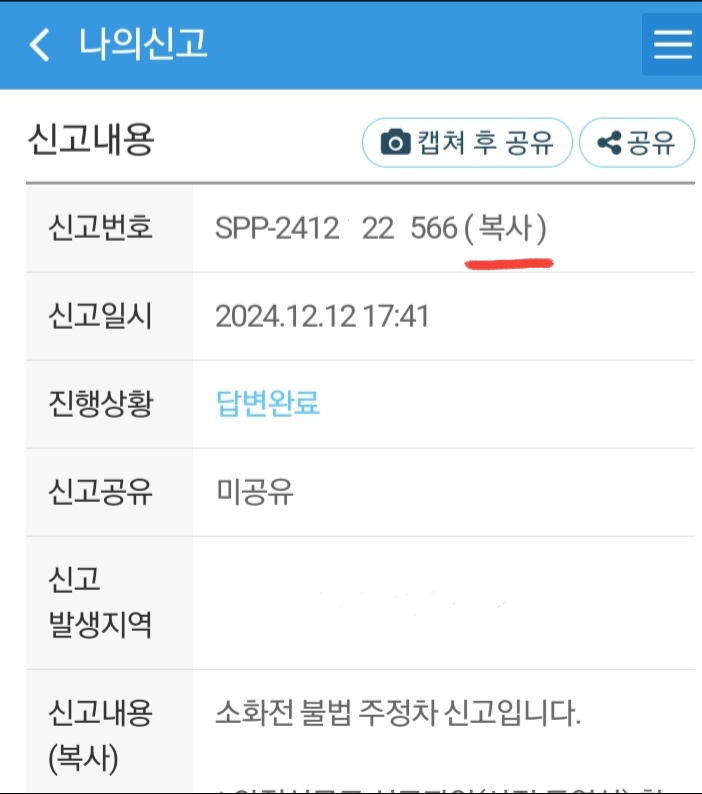 나의신고
신고내용 캡쳐 후 공유 공유
신고번호 SPP-2412 22 566 (복사)
신고일시 2024.12.12 17:41
진행상황 답변완료
신고공유 미공유
신고
발생지역
신고내용 소화전 불법 주정차 신고입니다.
(복사)